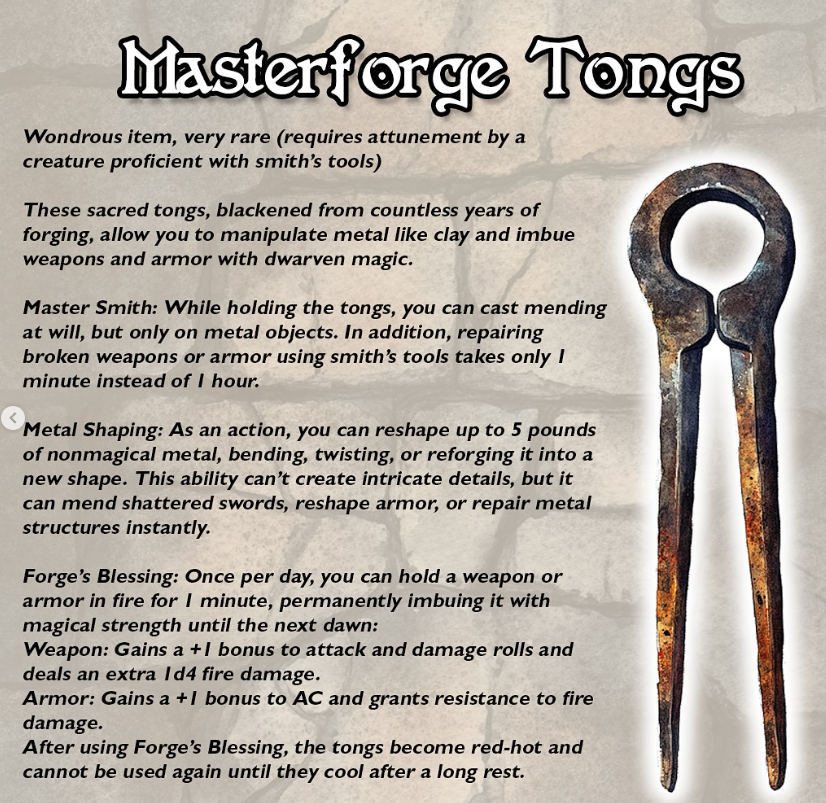 Masterforge Tongs
Wondrous item, very rare (requires attunement by a
creature proficient with smith's tools)
These sacred tongs, blackened from countless years of
forging, allow you to manipulate metal like clay and imbue
weapons and armor with dwarven magic.
Master Smith: While holding the tongs, you can cast mending
at will, but only on metal objects. In addition, repairing
broken weapons or armor using smith's tools takes only 1
minute instead of 1 hour.
Metal Shaping: As an action, you can reshape up to 5 pounds
of nonmagical metal, bending, twisting, or reforging it into a
new shape. This ability can't create intricate details, but it
can mend shattered swords, reshape armor, or repair metal
structures instantly.
Forge's Blessing: Once per day, you can hold a weapon or
armor in fire for 1 minute, permanently imbuing it with
magical strength until the next dawn:
Weapon: Gains a +1 bonus to attack and damage rolls and
deals an extra 1d4 fire damage.
Armor: Gains a +1 bonus to AC and grants resistance to fire
damage.
After using Forge's Blessing, the tongs become red-hot and
cannot be used again until they cool after a long rest.